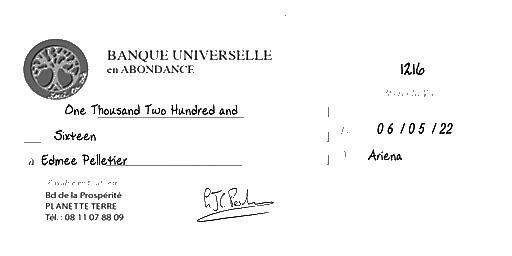 BANQUE UNIVERSELLE
en ABONDANCE
1216
One Thousand Two Hundred and
Sixteen
06/05/22
à Edmee Pelletier
Ariena
Bd de la Prospérité
PLANETTE TERRE
Tél. : 08 11 07 88 09